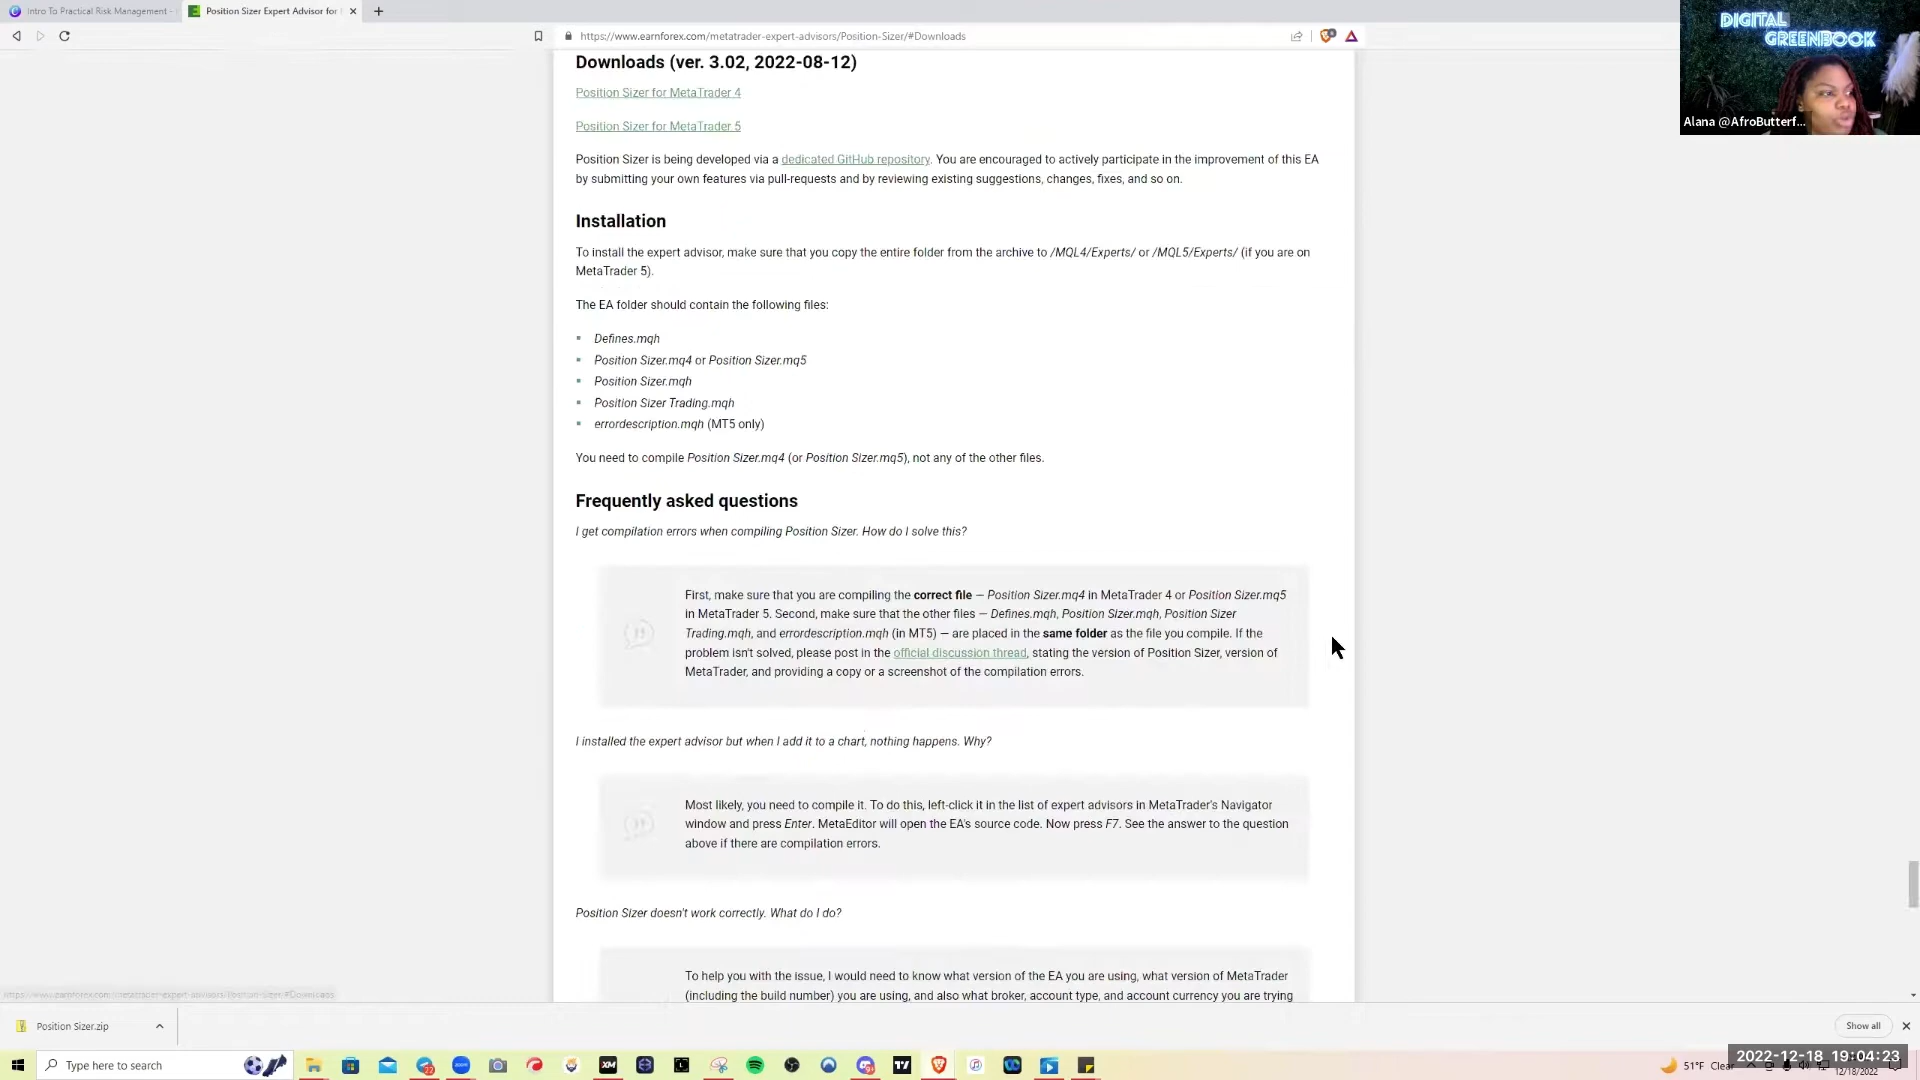 Intro To Practical Risk Management -
Position Sizer Expert Advisor for
https://www.earnforex.com/metatrader-expert-advisors/Position-Sizer/#Downloads
DIGITAL
GREENBOOK
Alana @AfroButterf...
Downloads (ver. 3.02, 2022-08-12)
Position Sizer for MetaTrader 4
Position Sizer for MetaTrader 5
Position Sizer is being developed via a dedicated GitHub repository. You are encouraged to actively participate in the improvement of this EA
by submitting your own features via pull-requests and by reviewing existing suggestions, changes, fixes, and so on.
Installation
To install the expert advisor, make sure that you copy the entire folder from the archive to /MQL4/Experts/ or /MQL5/Experts/ (if you are on
MetaTrader 5).
The EA folder should contain the following files:
Defines.mqh
Position Sizer.mq4 or Position Sizer.mq5
Position Sizer.mqh
Position Sizer Trading.mqh
errordescription.mqh (MT5 only)
You need to compile Position Sizer.mq4 (or Position Sizer.mq5), not any of the other files.
Frequently asked questions
I get compilation errors when compiling Position Sizer. How do I solve this?
First, make sure that you are compiling the correct file — Position Sizer.mq4 in MetaTrader 4 or Position Sizer.mq5
in MetaTrader 5. Second, make sure that the other files — Defines.mqh, Position Sizer.mqh, Position Sizer
Trading.mqh, and errordescription.mqh (in MT5) — are placed in the same folder as the file you compile. If the
problem isn't solved, please post in the official discussion thread, stating the version of Position Sizer, version of
MetaTrader, and providing a copy or a screenshot of the compilation errors.
I installed the expert advisor but when I add it to a chart, nothing happens. Why?
Most likely, you need to compile it. To do this, left-click it in the list of expert advisors in MetaTrader's Navigator
window and press Enter. MetaEditor will open the EA's source code. Now press F7. See the answer to the question
above if there are compilation errors.
Position Sizer doesn't work correctly. What do I do?
To help you with the issue, I would need to know what version of the EA you are using, what version of MetaTrader
(including the build number) you are using, and also what broker, account type, and account currency you are trying
https://www.earnforex.com/metatrader-expert-advisors/Position-Sizer/#Downloads
Position Sizer.zip
Show all
Type here to search
51°F Clear
2022-12-18 19:04:23
12/18/2022